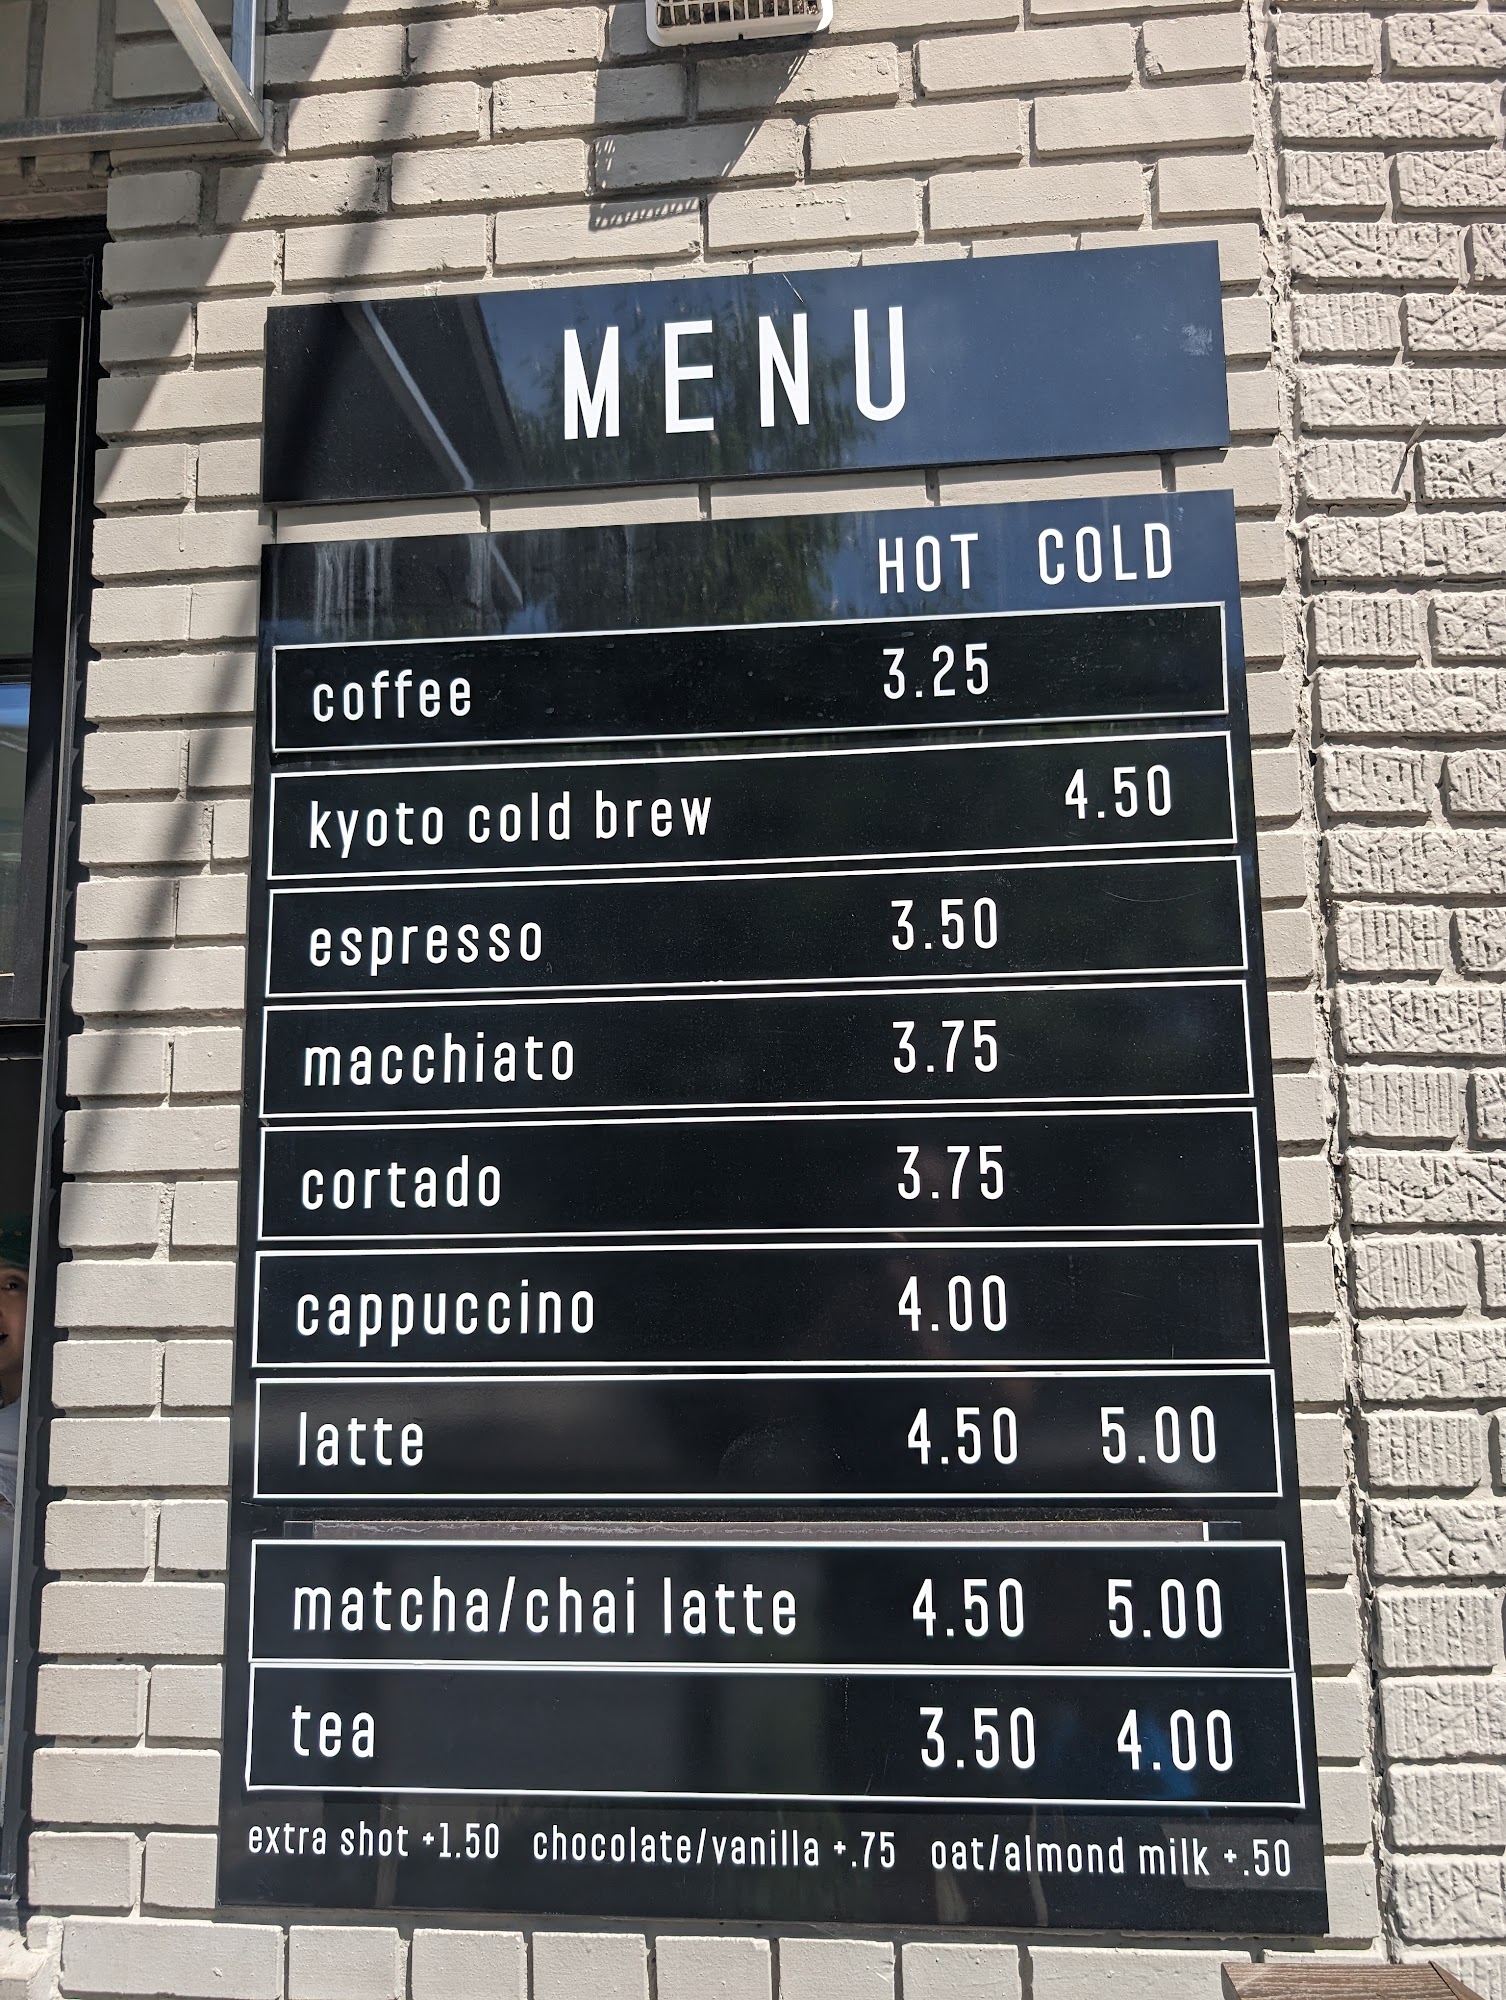 MENU
HOT COLD
coffee 3.25
kyoto cold brew 4.50
espresso 3.50
macchiato 3.75
cortado 3.75
cappuccino 4.00
latte 4.50 5.00
matcha/chai latte 4.50 5.00
tea 3.50 4.00
extra shot +1.50 chocolate/vanilla +.75 oat/almond milk +.50